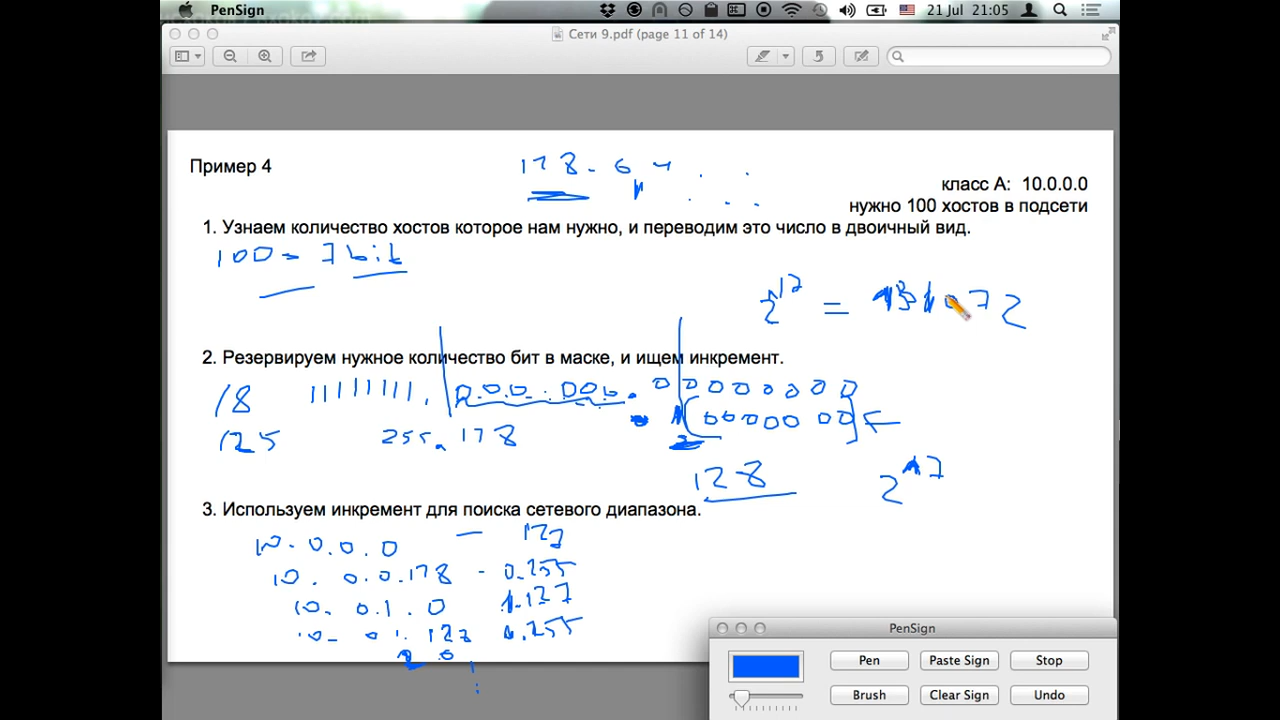 PenSign 21 Jul 21:05
Сети 9.pdf (page 11 of 14)
Пример 4
класс А: 10.0.0.0
нужно 100 хостов в подсети
1. Узнаем количество хостов которое нам нужно, и переводим это число в двоичный вид.
100 = 7 bit
2. Резервируем нужное количество бит в маске, и ищем инкремент.
125 255.178
128
3. Используем инкремент для поиска сетевого диапазона.
10.0.0.0 - 127
10.0.0.178 - 0.255
10.0.1.0 1.127
PenSign
Pen Paste Sign Stop
Brush Clear Sign Undo